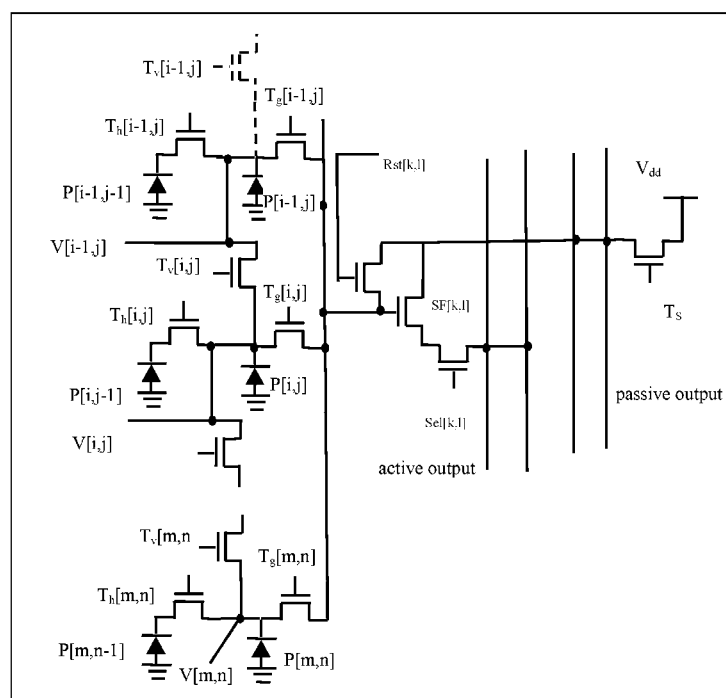 Tv[i-1,j]
Tg[i-1,j]
Th[i-1,j]
Rst[k,l]
Vdd
P[i-1,j-1]
P[i-1,j]
V[i-1,j]
Tv[i,j]
Tg[i,j]
Th[i,j]
SF[k,l]
TS
P[i,j-1]
P[i,j]
passive output
Sel[k,l]
V[i,j]
active output
Tv[m,n
Tg[m,n]
Th[m,n]
P[m,n-1]
P[m,n]
V[m,n]